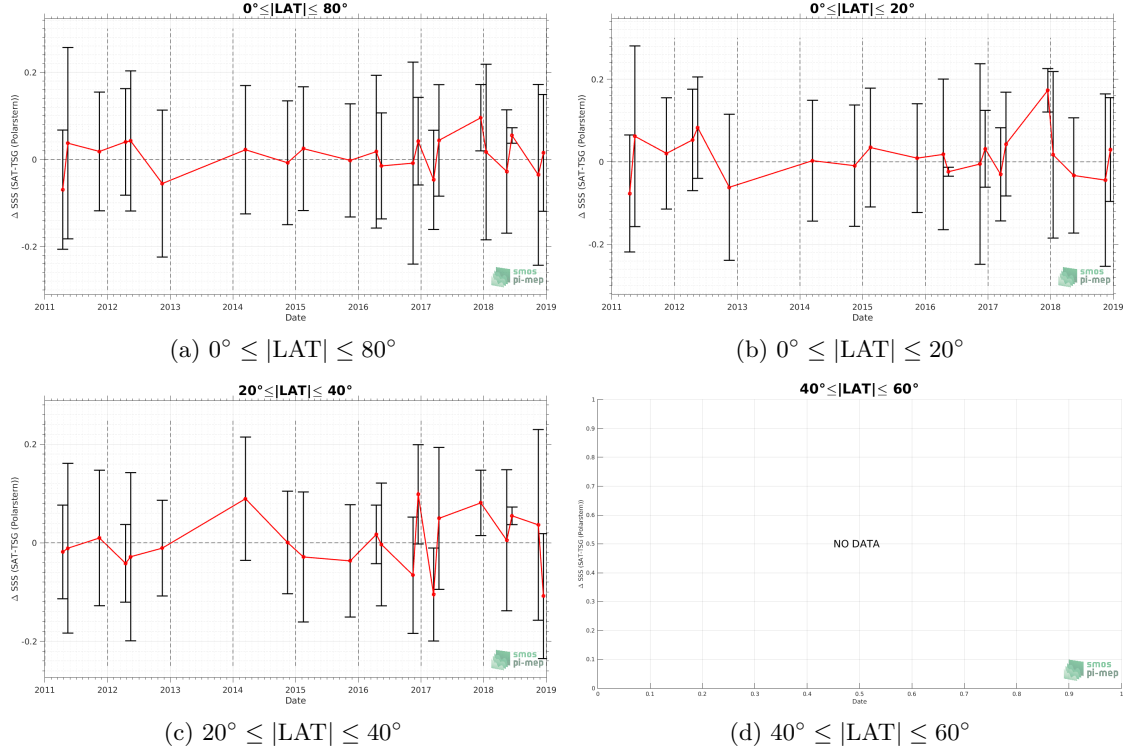 0°≤|LAT|≤ 80°
Δ SSS (SAT-TSG (Polarstern))
0.2
0
-0.2
2011 2012 2013 2014 2015 2016 2017 2018 2019
Date
smos
pi-mep
(a) 0° ≤ |LAT| ≤ 80°
0°≤|LAT|≤ 20°
Δ SSS (SAT-TSG (Polarstern))
0.2
0
-0.2
2011 2012 2013 2014 2015 2016 2017 2018 2019
Date
smos
pi-mep
(b) 0° ≤ |LAT| ≤ 20°
20°≤|LAT|≤ 40°
Δ SSS (SAT-TSG (Polarstern))
0.2
0
-0.2
2011 2012 2013 2014 2015 2016 2017 2018 2019
Date
smos
pi-mep
(c) 20° ≤ |LAT| ≤ 40°
40°≤|LAT|≤ 60°
Δ SSS (SAT-TSG (Polarstern))
1
0.9
0.8
0.7
0.6
0.5
0.4
0.3
0.2
0.1
0
NO DATA
0 0.1 0.2 0.3 0.4 0.5 0.6 0.7 0.8 0.9 1
Date
smos
pi-mep
(d) 40° ≤ |LAT| ≤ 60°